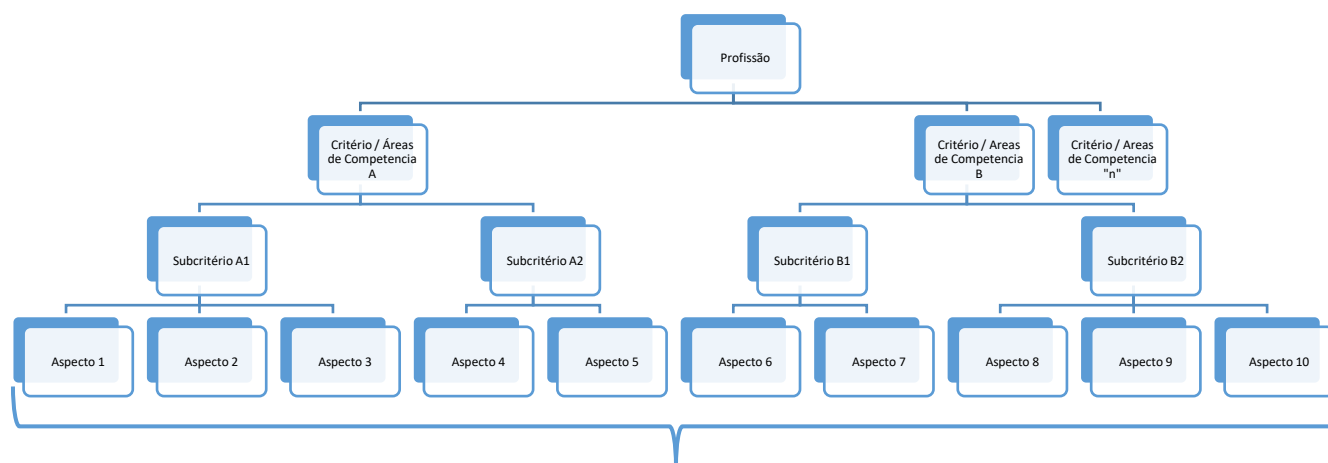 Profissão
Critério / Áreas
de Competencia
A
Critério / Areas
de Competencia
B
Critério / Areas
de Competencia
"n"
Subcritério A1
Subcritério A2
Subcritério B1
Subcritério B2
Aspecto 1
Aspecto 2
Aspecto 3
Aspecto 4
Aspecto 5
Aspecto 6
Aspecto 7
Aspecto 8
Aspecto 9
Aspecto 10